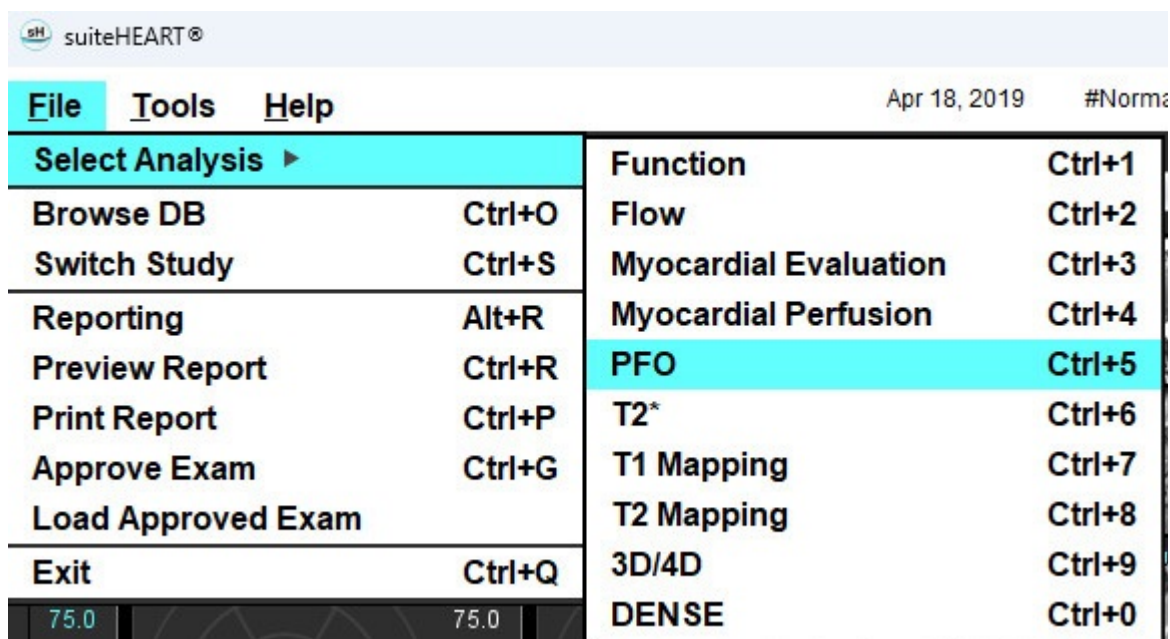 sH suiteHEART®
File Tools Help Apr 18, 2019 #Norma
Select Analysis ▶
Browse DB Ctrl+O
Switch Study Ctrl+S
Reporting Alt+R
Preview Report Ctrl+R
Print Report Ctrl+P
Approve Exam Ctrl+G
Load Approved Exam
Exit Ctrl+Q
75.0 75.0
Function Ctrl+1
Flow Ctrl+2
Myocardial Evaluation Ctrl+3
Myocardial Perfusion Ctrl+4
PFO Ctrl+5
T2* Ctrl+6
T1 Mapping Ctrl+7
T2 Mapping Ctrl+8
3D/4D Ctrl+9
DENSE Ctrl+0